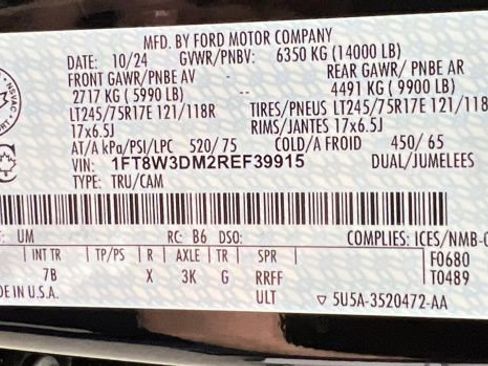 MFD. BY FORD MOTOR COMPANY
DATE: 10/24 GVWR/PNBV: 6350 KG (14000 LB)
FRONT GAWR/PNBE AV REAR GAWR/ PNBE AR
2717 KG ( 5990 LB) 4491 KG ( 9900 LB)
LT245/75R17E 121/118R TIRES/PNEUS LT245/75R17E 121/118R
17x6.5J RIMS/JANTES 17x6.5J
AT/A kPa/PSI/LPC 520/ 75 COLD/A FROID 450/ 65
VIN: 1FT8W3DM2REF39915 DUAL/JUMELEES
TYPE: TRU/CAM
: UM RC: B6 DSO: COMPLIES: ICES/NMB-0
INT TR TP/PS R AXLE TR SPR F0680
7B X 3K G RRFF T0489
DE IN U.S.A. ULT ▽ 5U5A-3520472-AA